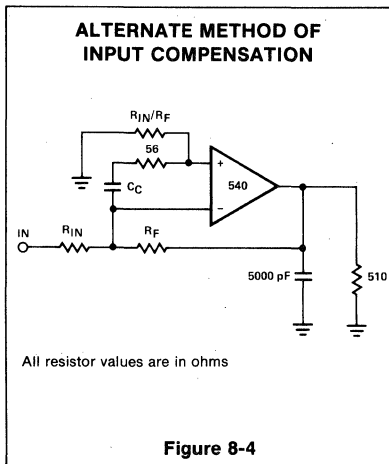 ALTERNATE METHOD OF
INPUT COMPENSATION
RIN/RF
56
CC
+
540
−
IN
RIN
RF
5000 pF
510
All resistor values are in ohms
Figure 8-4